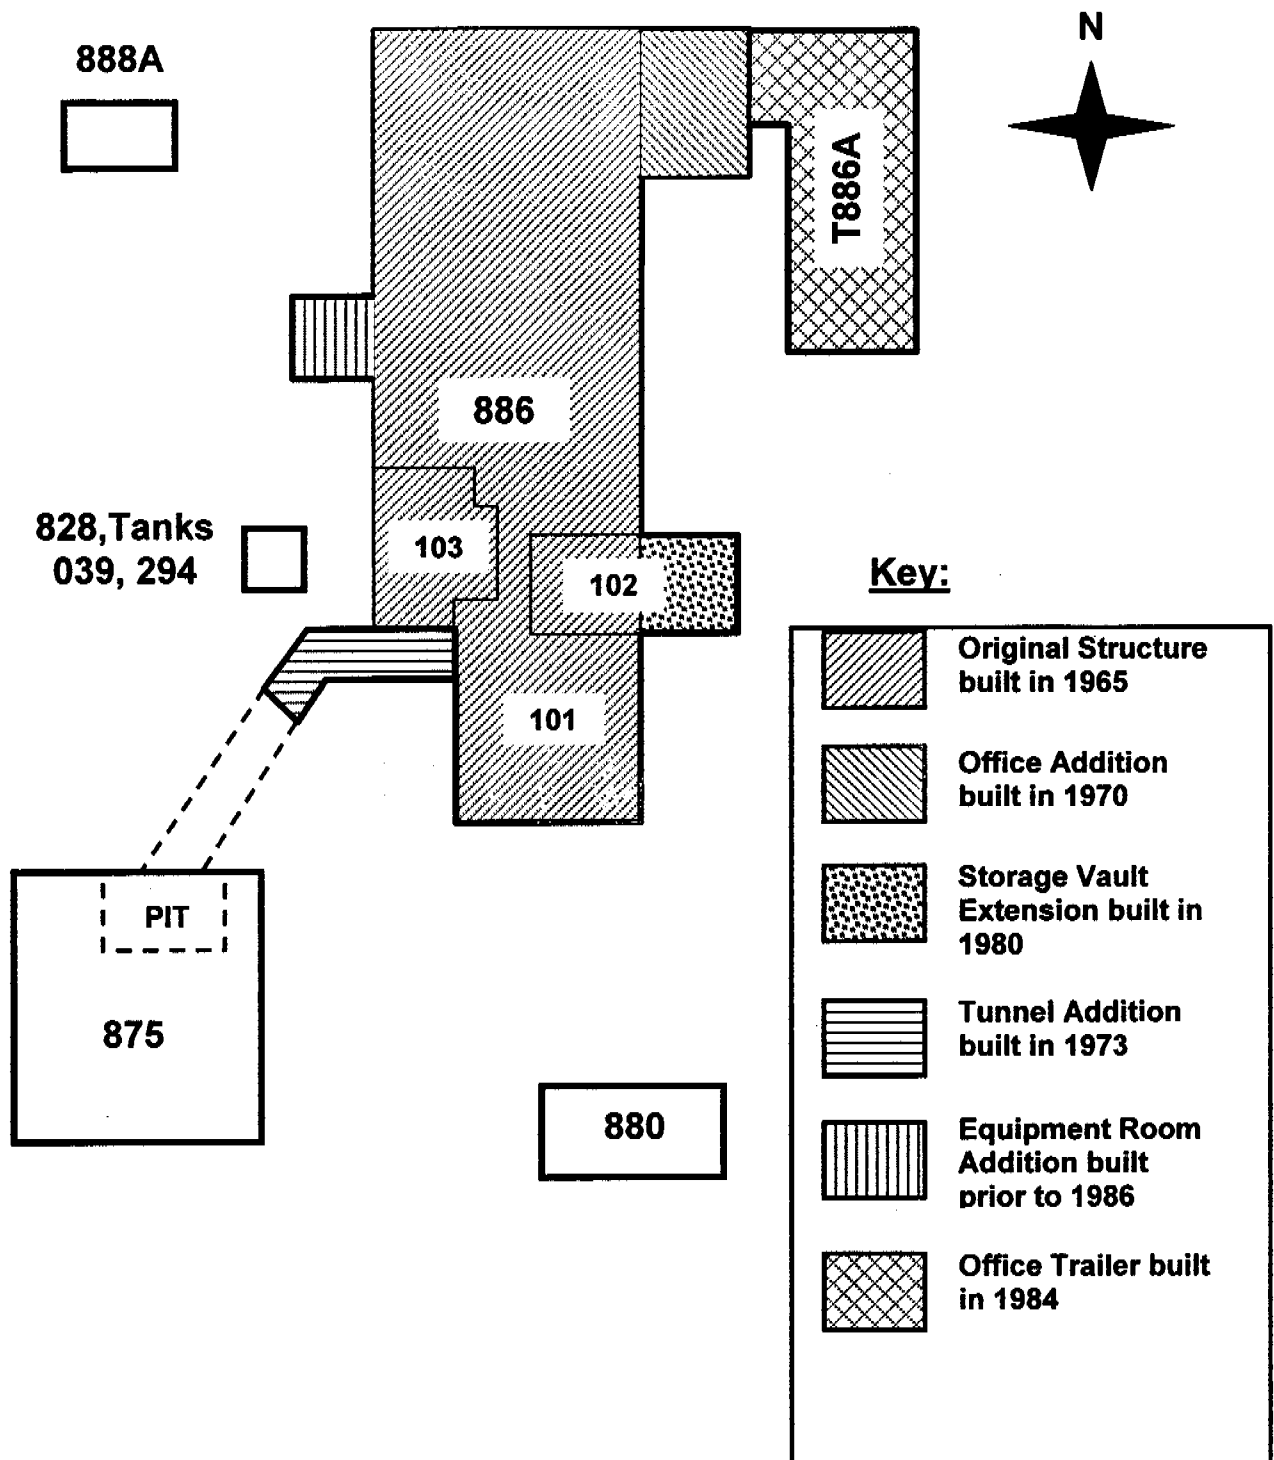 N
888A
T886A
886
828,Tanks
039, 294
103
102
101
PIT
875
880
Key:
Original Structure
built in 1965
Office Addition
built in 1970
Storage Vault
Extension built in
1980
Tunnel Addition
built in 1973
Equipment Room
Addition built
prior to 1986
Office Trailer built
in 1984